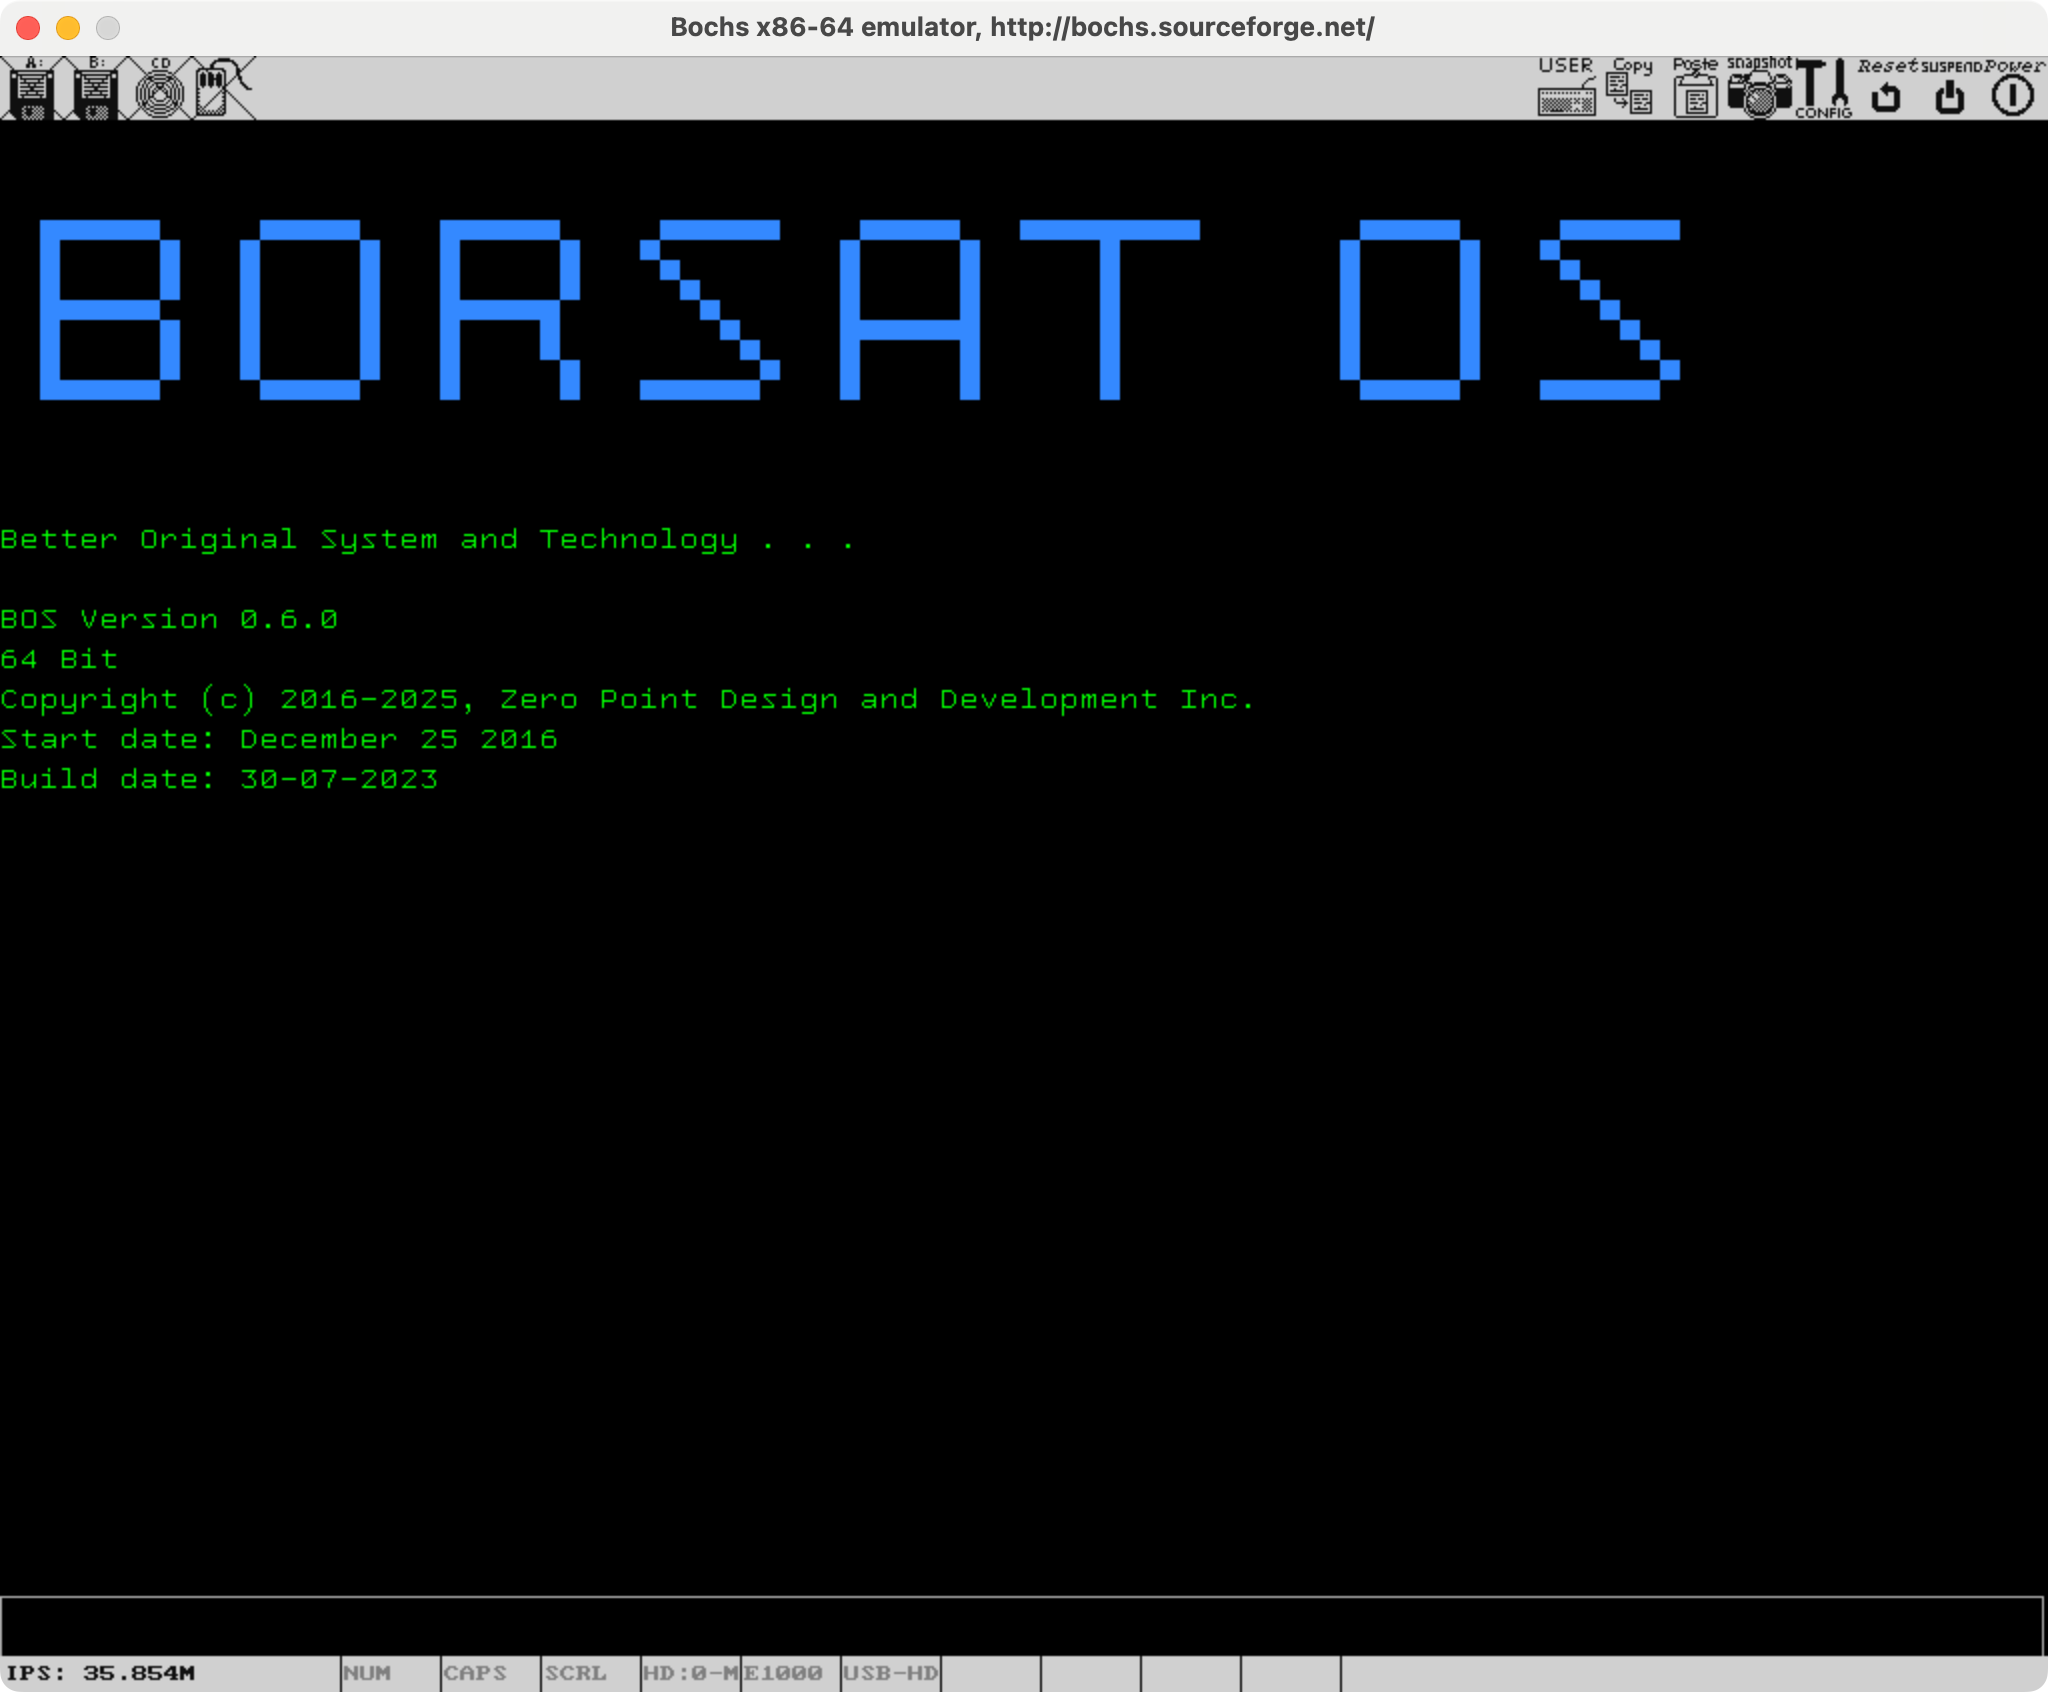 Bochs x86-64 emulator, http://bochs.sourceforge.net/
A: B: CD USER Copy Paste snapshot CONFIG Reset SUSPEND Power
BORSAT OS
Better Original System and Technology . . .
BOS Version 0.6.0
64 Bit
Copyright (c) 2016-2025, Zero Point Design and Development Inc.
Start date: December 25 2016
Build date: 30-07-2023
IPS: 35.854M NUM CAPS SCRL HD:0-M E1000 USB-HD